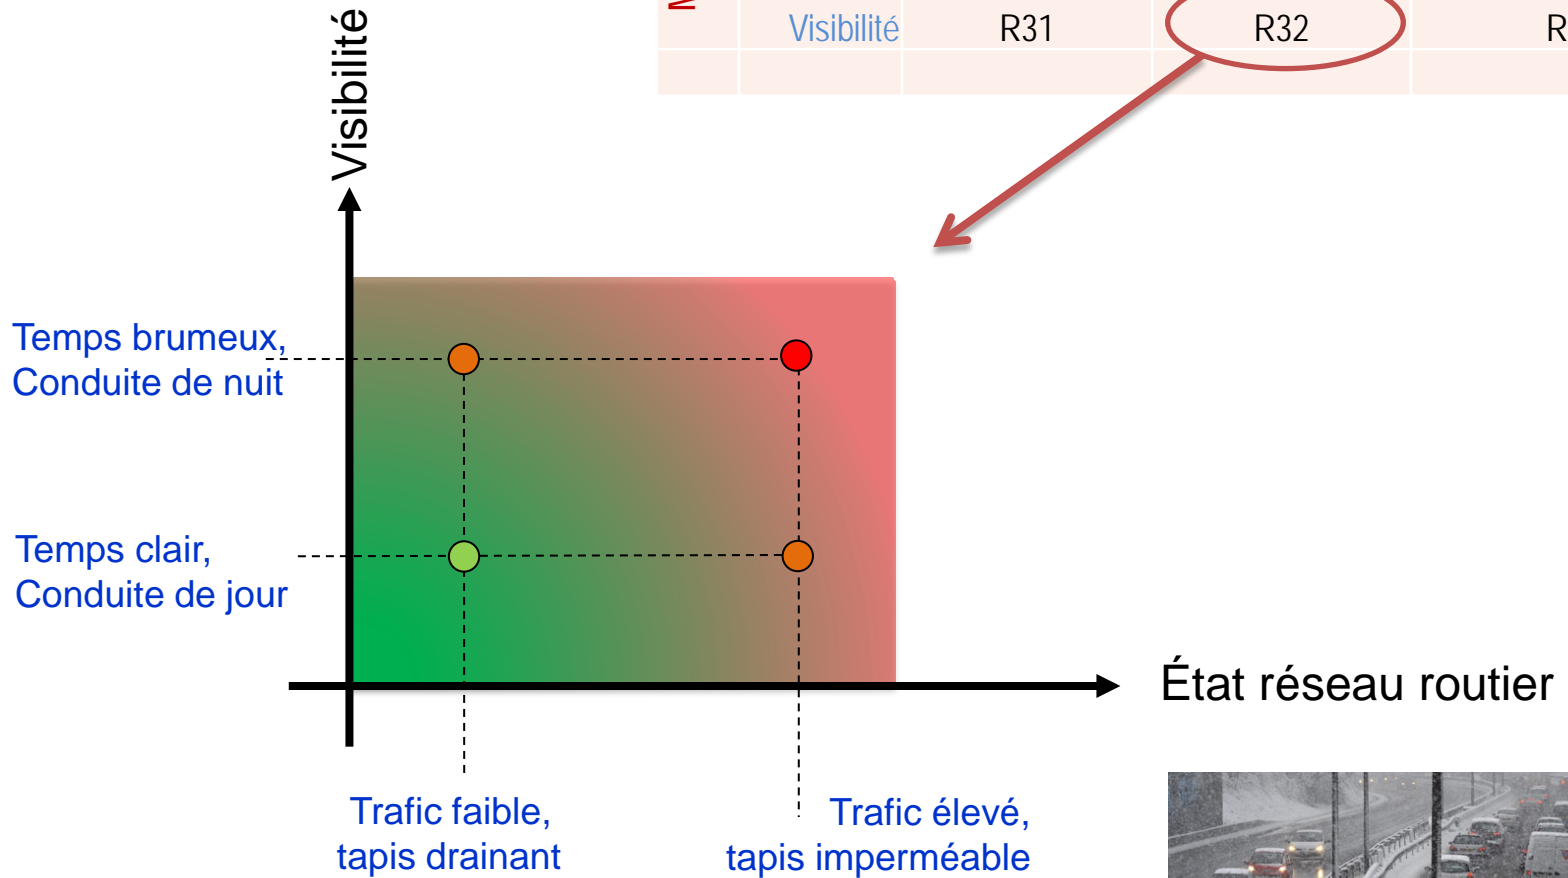 Visibilité R31 R32 R
Visibilité
Temps brumeux,
Conduite de nuit
Temps clair,
Conduite de jour
État réseau routier
Trafic faible,
tapis drainant
Trafic élevé,
tapis imperméable